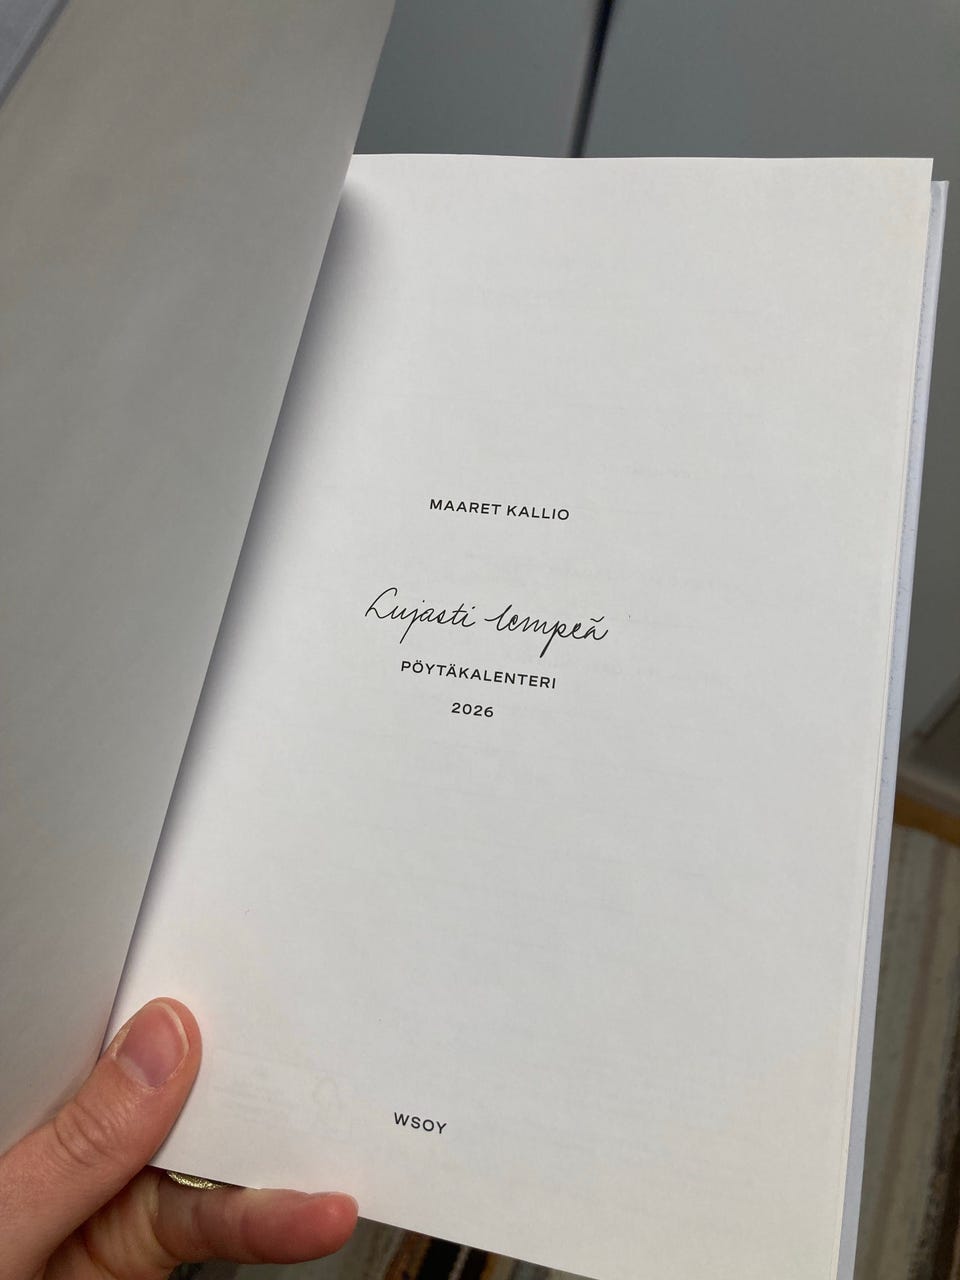 MAARET KALLIO
Lujasti lempeä
PÖYTÄKALENTERI
2026
WSOY